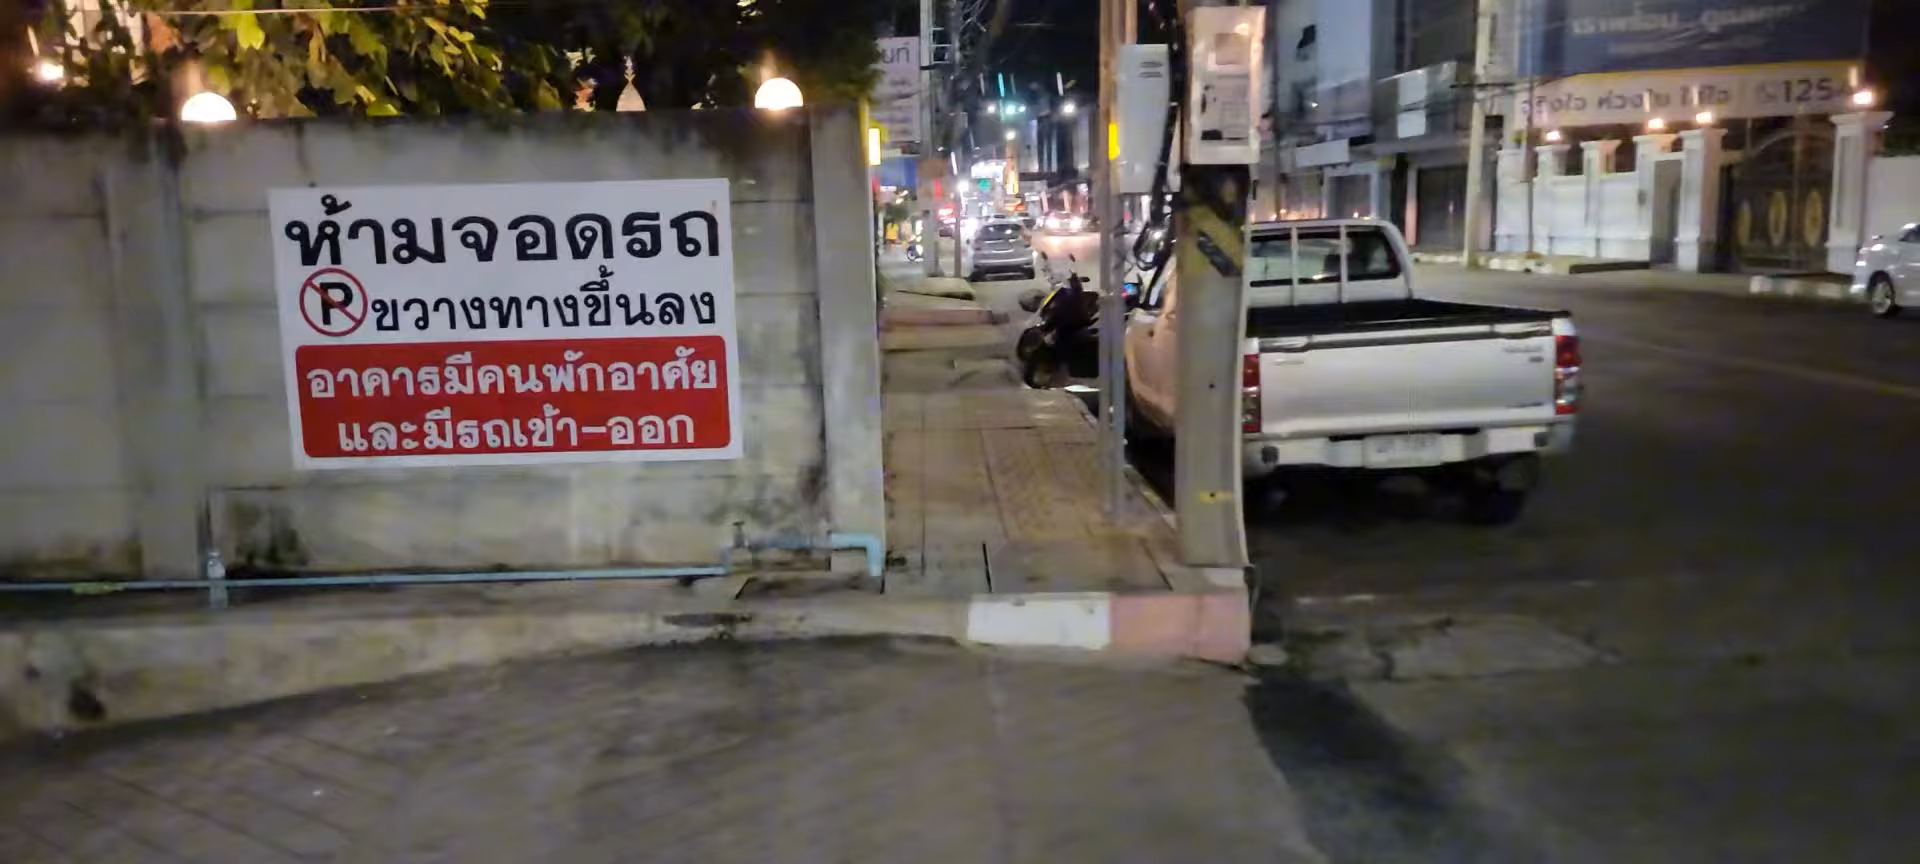 ห้ามจอดรถ
P ขวางทางขึ้นลง
อาคารมีคนพักอาศัย
และมีรถเข้า-ออก
1254